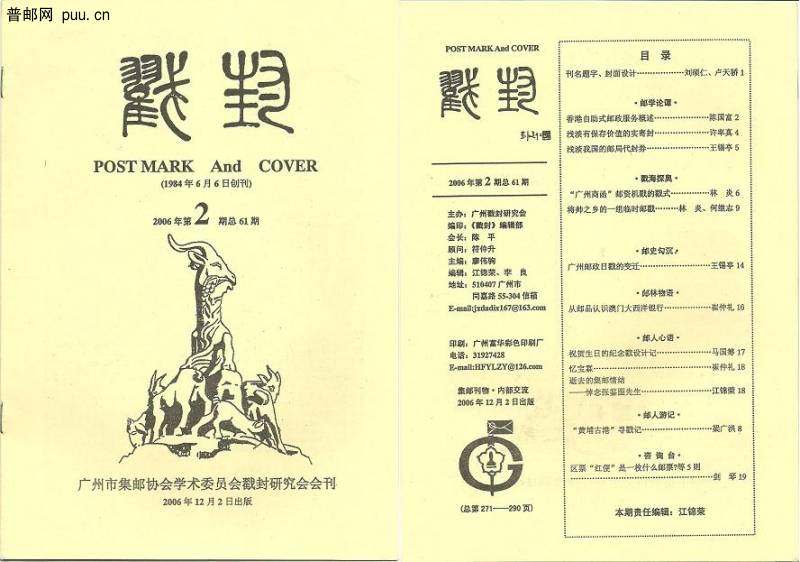 普邮网 puu.cn
戳封
POST MARK And COVER
(1984年6月6日创刊)
2006年第2期总61期
广州市集邮协会学术委员会戳封研究会会刊
2006年12月2日出版
POST MARK And COVER
戳封
2006年第2期总61期
主办：广州戳封研究会
编印：《戳封》编辑部
会长：陈 平
顾问：符仲升
主编：廖伟驹
编辑：江锦荣、李 良
地址：510407广州市
同嘉路55-304信箱
E-mail:jxdadix167@163.com
印刷：广州富华彩色印刷厂
电话：31927428
E-mail:HFYLZY@126.com
集邮刊物·内部交流
2006年12月2日出版
(总第271——290页)
目 录
刊名题字、封面设计……刘硕仁、卢天骄 1
·邮学论谭·
香港自助式邮政服务概述……陈国富 2
浅谈有保存价值的实寄封……许率真 4
浅谈我国的邮局代封券……王锡亭 5
·戳海探奥·
“广州商函”邮资机戳的戳式……林 炎 6
将帅之乡的一组临时邮戳……林 炎、何维志 9
·邮史勾沉·
广州邮政日戳的变迁……王锡亭 14
·邮林物语·
从邮品认识澳门大西洋银行……崔仲礼 16
·邮人心语·
祝贺生日的纪念戳设计记……马国骖 17
忆宝霖……崔仲礼 18
逝去的集邮情结
——悼念张鉴圈先生……江锦荣 18
·邮人游记·
“黄埔古港”寻戳记……梁广洪 8
·咨询台·
区票“红便”是一枚什么邮票?等5则
……剑 琴 19
本期责任编辑：江锦荣